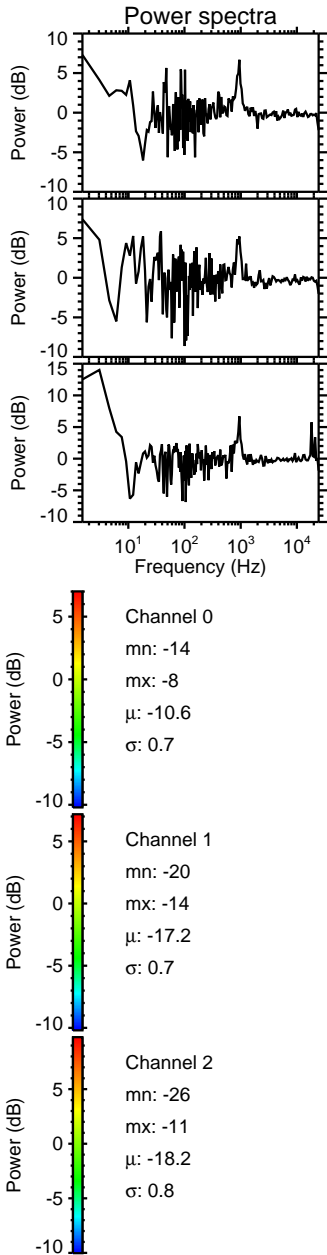 Power spectra
10
5
0
-5
-10
Power (dB)
10
5
0
-5
-10
Power (dB)
15
10
5
0
-5
-10
Power (dB)
10¹ 10² 10³ 10⁴
Frequency (Hz)
5
0
-5
-10
Power (dB)
Channel 0
mn: -14
mx: -8
μ: -10.6
σ: 0.7
5
0
-5
-10
Power (dB)
Channel 1
mn: -20
mx: -14
μ: -17.2
σ: 0.7
5
0
-5
-10
Power (dB)
Channel 2
mn: -26
mx: -11
μ: -18.2
σ: 0.8